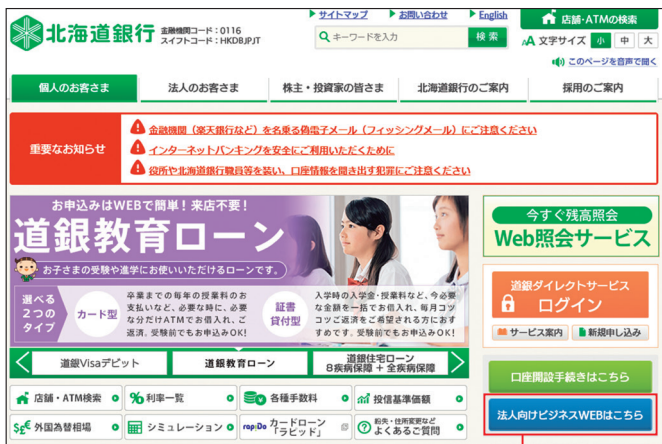 サイトマップ お問い合わせ English
店舗・ATMの検索
北海道銀行
金融機関コード：0116
スイフトコード：HKDBJPJT
キーワードを入力
検索
AA 文字サイズ 小 中 大
このページを音声で聞く
個人のお客さま 法人のお客さま 株主・投資家の皆さま 北海道銀行のご案内 採用のご案内
重要なお知らせ
金融機関（楽天銀行など）を名乗る偽電子メール（フィッシングメール）にご注意ください
インターネットバンキングを安全にご利用いただくために
役所や北海道銀行職員等を装い、口座情報を聞き出す犯罪にご注意ください
お申込みはWEBで簡単！来店不要！
道銀教育ローン
お子さまの受験や進学にお使いいただけるローンです。
選べる
2つの
タイプ
カード型
卒業までの毎年の授業料のお
支払いなど、必要な時に、必要
な分だけATMでお借入れ、ご
返済。受験前でもお申込みOK！
証書
貸付型
入学時の入学金・授業料など、今必要
な金額を一括でお借入れ、毎月コツ
コツご返済をご希望される方におす
すめです。受験前でもお申込みOK！
今すぐ残高照会
Web照会サービス
道銀ダイレクトサービス
ログイン
サービス案内 新規申し込み
道銀Visaデビット
道銀教育ローン
道銀住宅ローン
8疾病保障 + 全疾病保障
口座開設手続きはこちら
法人向けビジネスWEBはこちら
店舗・ATM検索 利率一覧 各種手数料 投信基準価額
外国為替相場 シミュレーション
rapi:Do カードローン
「ラピッド」
紛失・住所変更など
よくあるご質問